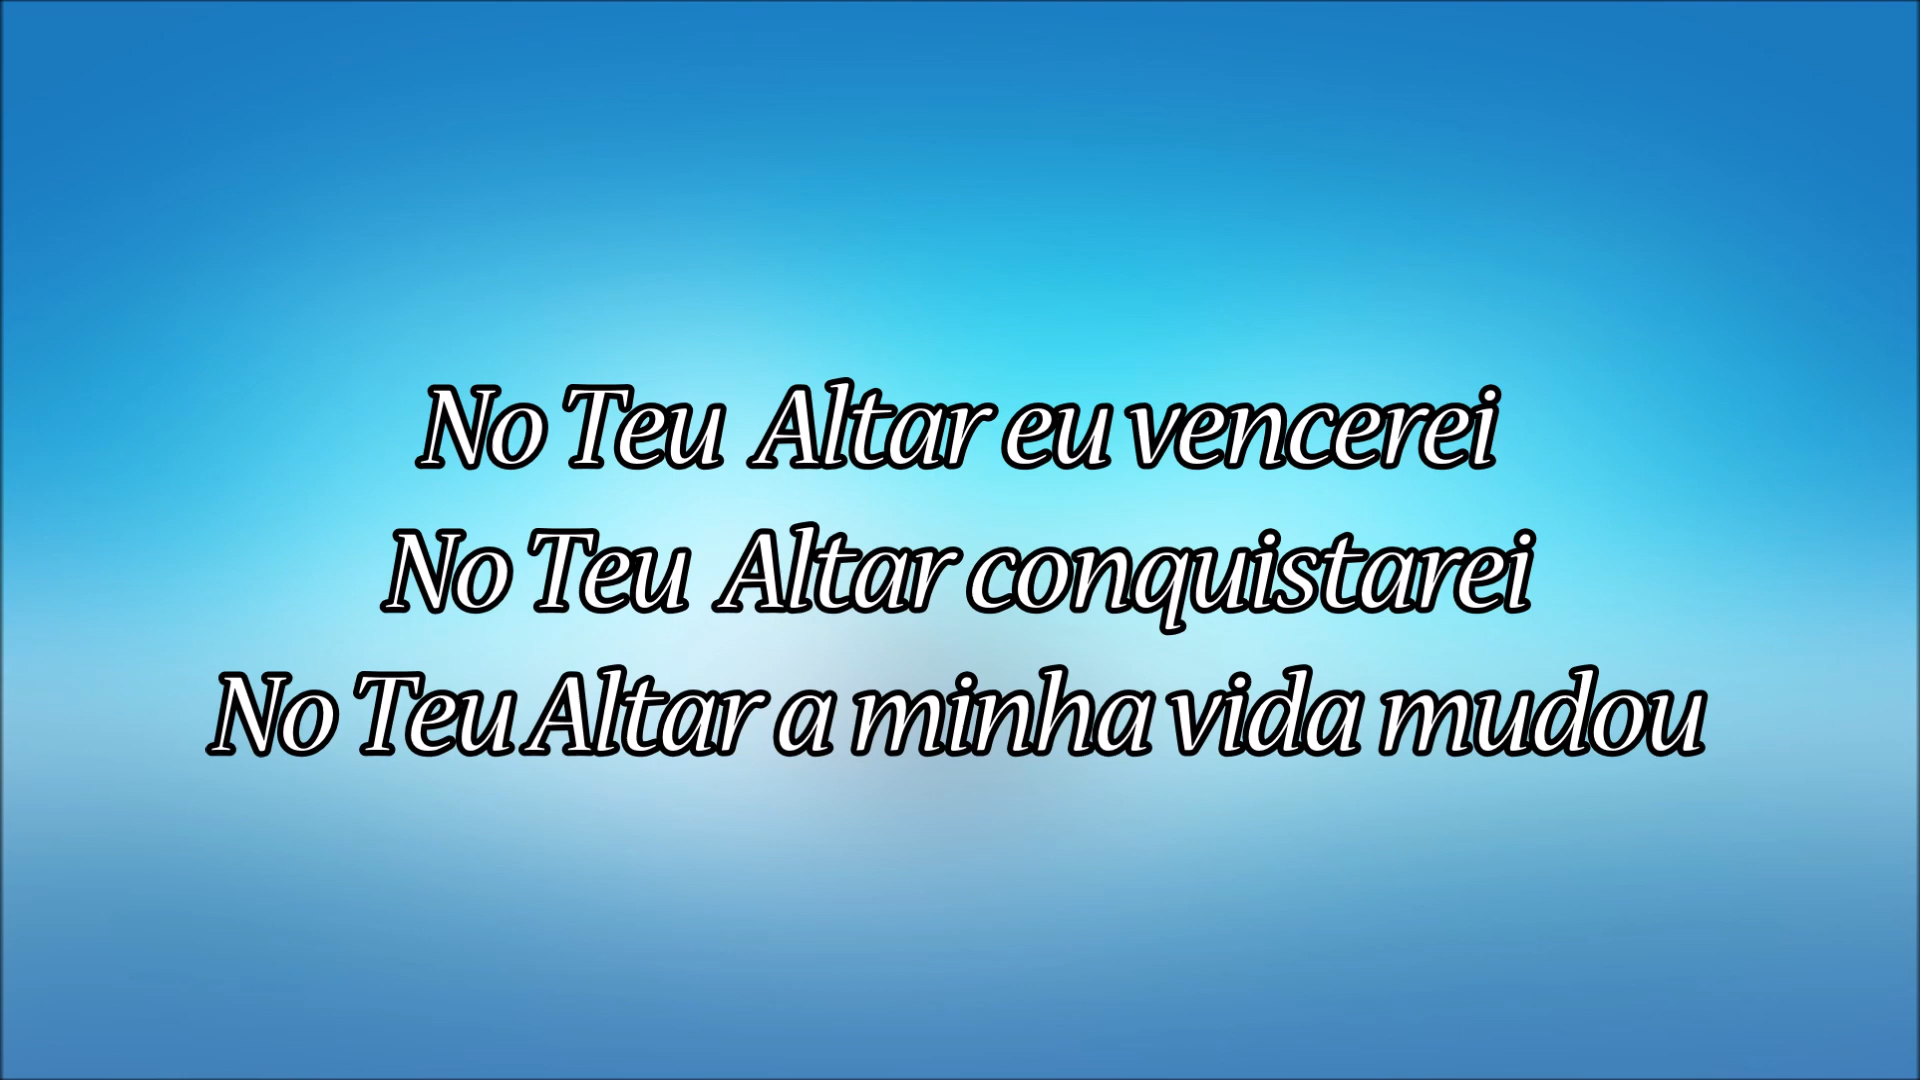 No Teu Altar eu vencerei
No Teu Altar conquistarei
No Teu Altar a minha vida mudou